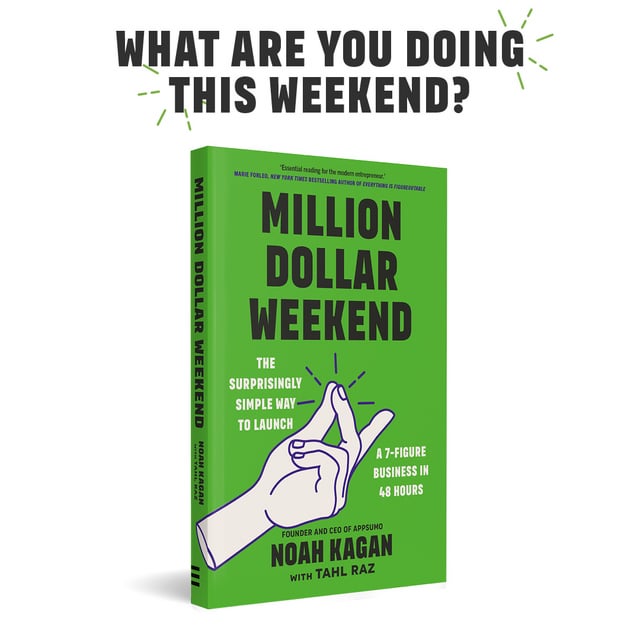 WHAT ARE YOU DOING
THIS WEEKEND?
'Essential reading for the modern entrepreneur.'
MARIE FORLEO, NEW YORK TIMES BESTSELLING AUTHOR OF EVERYTHING IS FIGUREOUTABLE
MILLION
DOLLAR
WEEKEND
THE
SURPRISINGLY
SIMPLE WAY
TO LAUNCH
A 7-FIGURE
BUSINESS IN
48 HOURS
FOUNDER AND CEO OF APPSUMO
NOAH KAGAN
WITH TAHL RAZ
MILLION DOLLAR WEEKEND
NOAH KAGAN
WITH TAHL RAZ